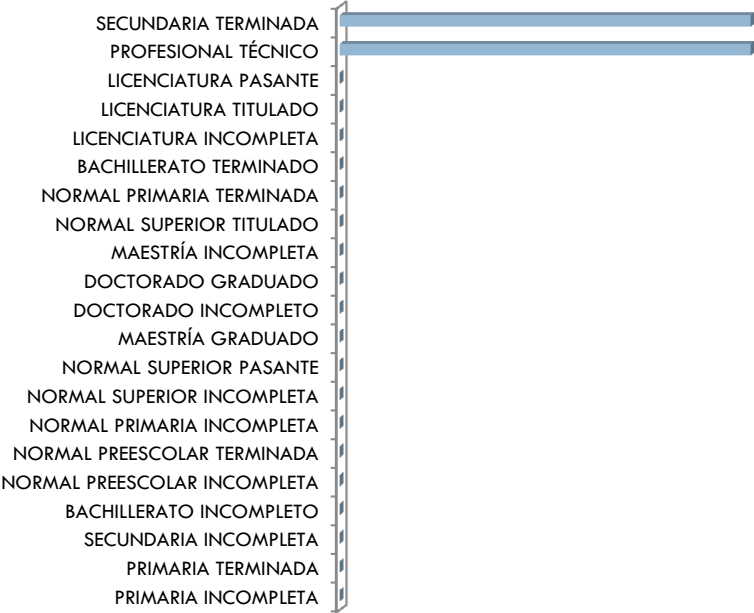 SECUNDARIA TERMINADA
PROFESIONAL TÉCNICO
LICENCIATURA PASANTE
LICENCIATURA TITULADO
LICENCIATURA INCOMPLETA
BACHILLERATO TERMINADO
NORMAL PRIMARIA TERMINADA
NORMAL SUPERIOR TITULADO
MAESTRÍA INCOMPLETA
DOCTORADO GRADUADO
DOCTORADO INCOMPLETO
MAESTRÍA GRADUADO
NORMAL SUPERIOR PASANTE
NORMAL SUPERIOR INCOMPLETA
NORMAL PRIMARIA INCOMPLETA
NORMAL PREESCOLAR TERMINADA
NORMAL PREESCOLAR INCOMPLETA
BACHILLERATO INCOMPLETO
SECUNDARIA INCOMPLETA
PRIMARIA TERMINADA
PRIMARIA INCOMPLETA